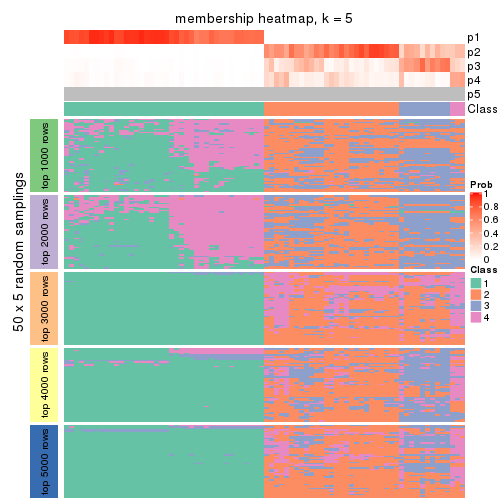 membership heatmap, k = 5
p1
p2
p3
p4
p5
Class
50 x 5 random samplings
top 1000 rows
top 2000 rows
top 3000 rows
top 4000 rows
top 5000 rows
Prob
1
0.8
0.6
0.4
0.2
0
Class
1
2
3
4